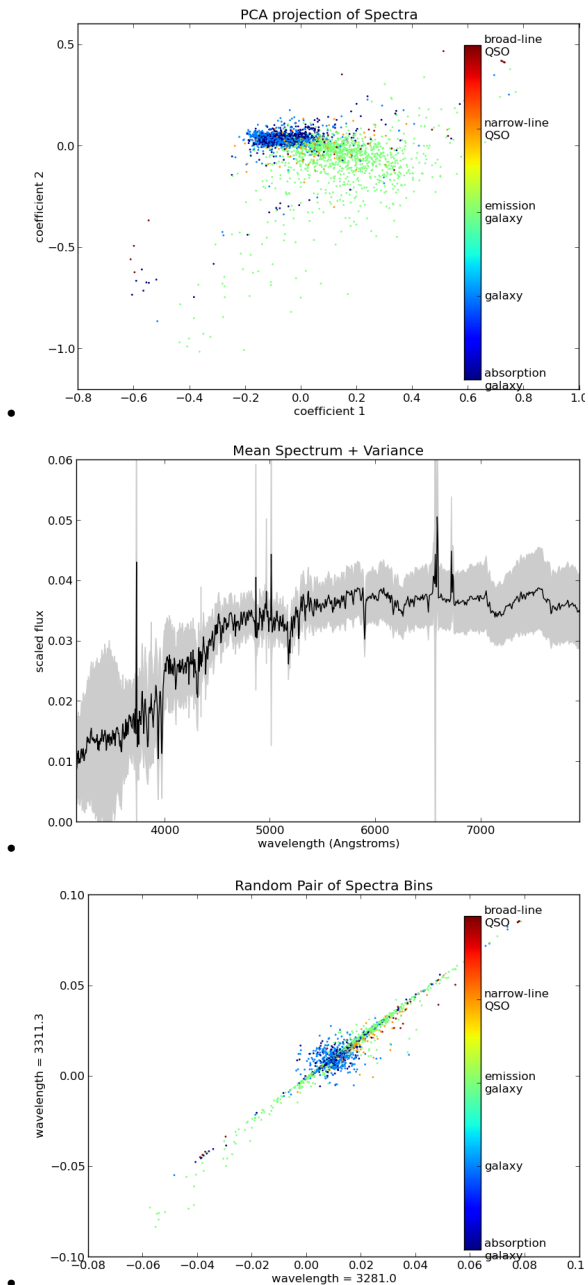 PCA projection of Spectra
broad-line
QSO
narrow-line
QSO
emission
galaxy
galaxy
absorption
galaxy
0.5
0.0
−0.5
−1.0
coefficient 2
−0.8 −0.6 −0.4 −0.2 0.0 0.2 0.4 0.6 0.8 1.0
coefficient 1
Mean Spectrum + Variance
0.06
0.05
0.04
0.03
0.02
0.01
0.00
scaled flux
4000 5000 6000 7000
wavelength (Angstroms)
Random Pair of Spectra Bins
broad-line
QSO
narrow-line
QSO
emission
galaxy
galaxy
absorption
galaxy
0.10
0.05
0.00
−0.05
−0.10
wavelength = 3311.3
−0.08 −0.06 −0.04 −0.02 0.00 0.02 0.04 0.06 0.08
wavelength = 3281.0